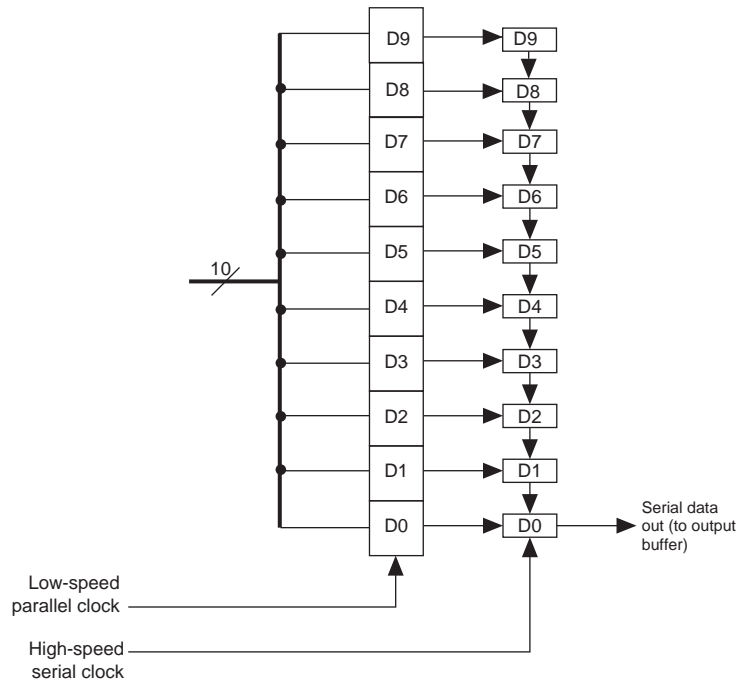 D9 D9
D8 D8
D7 D7
D6 D6
10
D5 D5
D4 D4
D3 D3
D2 D2
D1 D1
D0 D0
Serial data
out (to output
buffer)
Low-speed
parallel clock
High-speed
serial clock